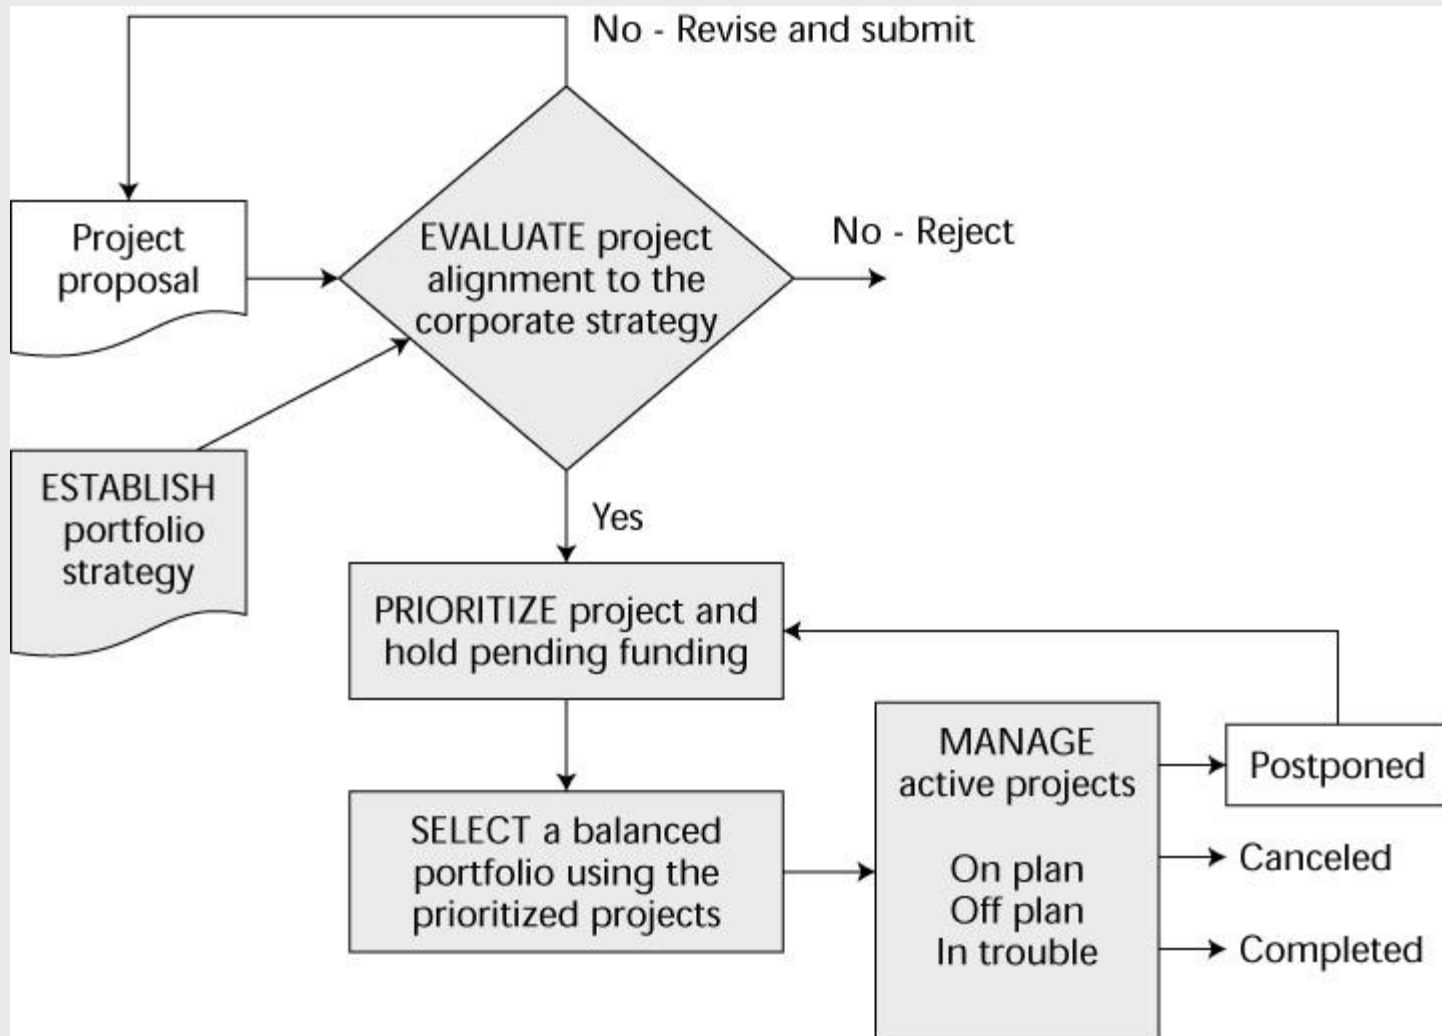 No - Revise and submit
Project
proposal
EVALUATE project
alignment to the
corporate strategy
No - Reject
ESTABLISH
portfolio
strategy
Yes
PRIORITIZE project and
hold pending funding
SELECT a balanced
portfolio using the
prioritized projects
MANAGE
active projects
On plan
Off plan
In trouble
Postponed
Canceled
Completed